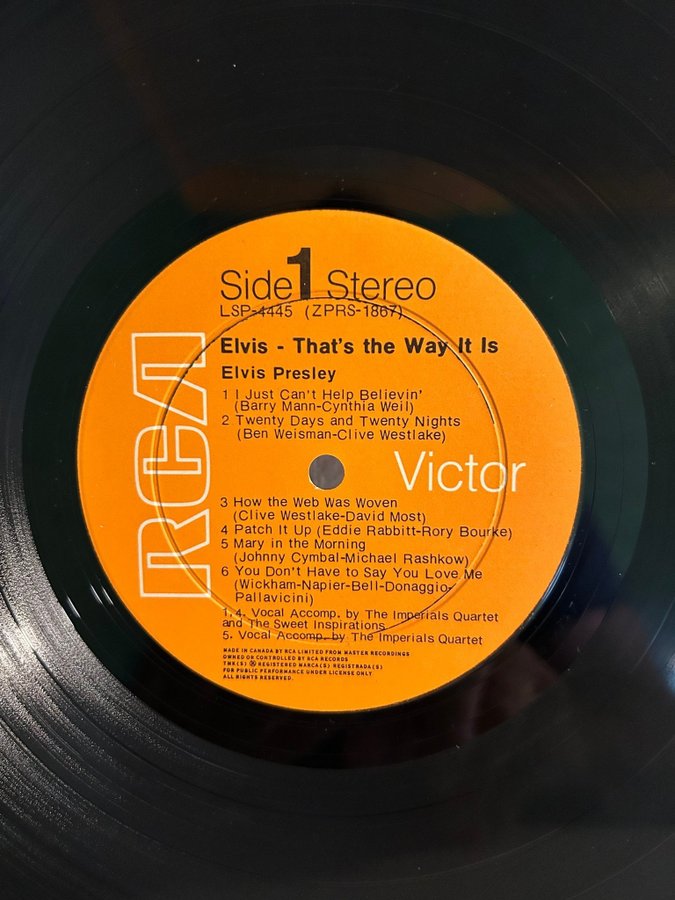 Side 1 Stereo
LSP-4445 (ZPRS-1867)
Elvis - That's the Way It Is
Elvis Presley
1 I Just Can't Help Believin'
(Barry Mann-Cynthia Weil)
2 Twenty Days and Twenty Nights
(Ben Weisman-Clive Westlake)
RCA
Victor
3 How the Web Was Woven
(Clive Westlake-David Most)
4 Patch It Up (Eddie Rabbitt-Rory Bourke)
5 Mary in the Morning
(Johnny Cymbal-Michael Rashkow)
6 You Don't Have to Say You Love Me
(Wickham-Napier-Bell-Donaggio-
Pallavicini)
1,4. Vocal Accomp. by The Imperials Quartet
and The Sweet Inspirations
5. Vocal Accomp. by The Imperials Quartet
MADE IN CANADA BY RCA LIMITED FROM MASTER RECORDINGS
OWNED OR CONTROLLED BY RCA RECORDS
TMK(S) ® REGISTERED MARCA(S) REGISTRADA(S)
FOR PUBLIC PERFORMANCE UNDER LICENSE ONLY
ALL RIGHTS RESERVED.